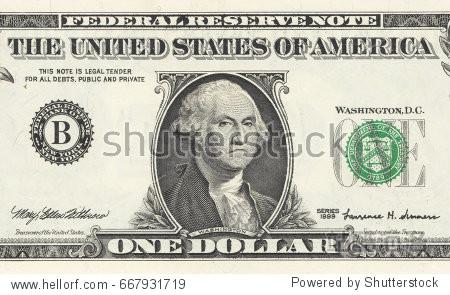 FEDERAL RESERVE NOTE
THE UNITED STATES OF AMERICA
THIS NOTE IS LEGAL TENDER
FOR ALL DEBTS, PUBLIC AND PRIVATE
WASHINGTON, D.C.
B
ONE
1789
shutterstock
SERIES
1999
Mary Ellen Withrow
Lawrence H. Summers
Treasurer of the United States.
WASHINGTON
Secretary of the Treasury.
ONE DOLLAR
www.hellorf.com 667931719
Powered by Shutterstock